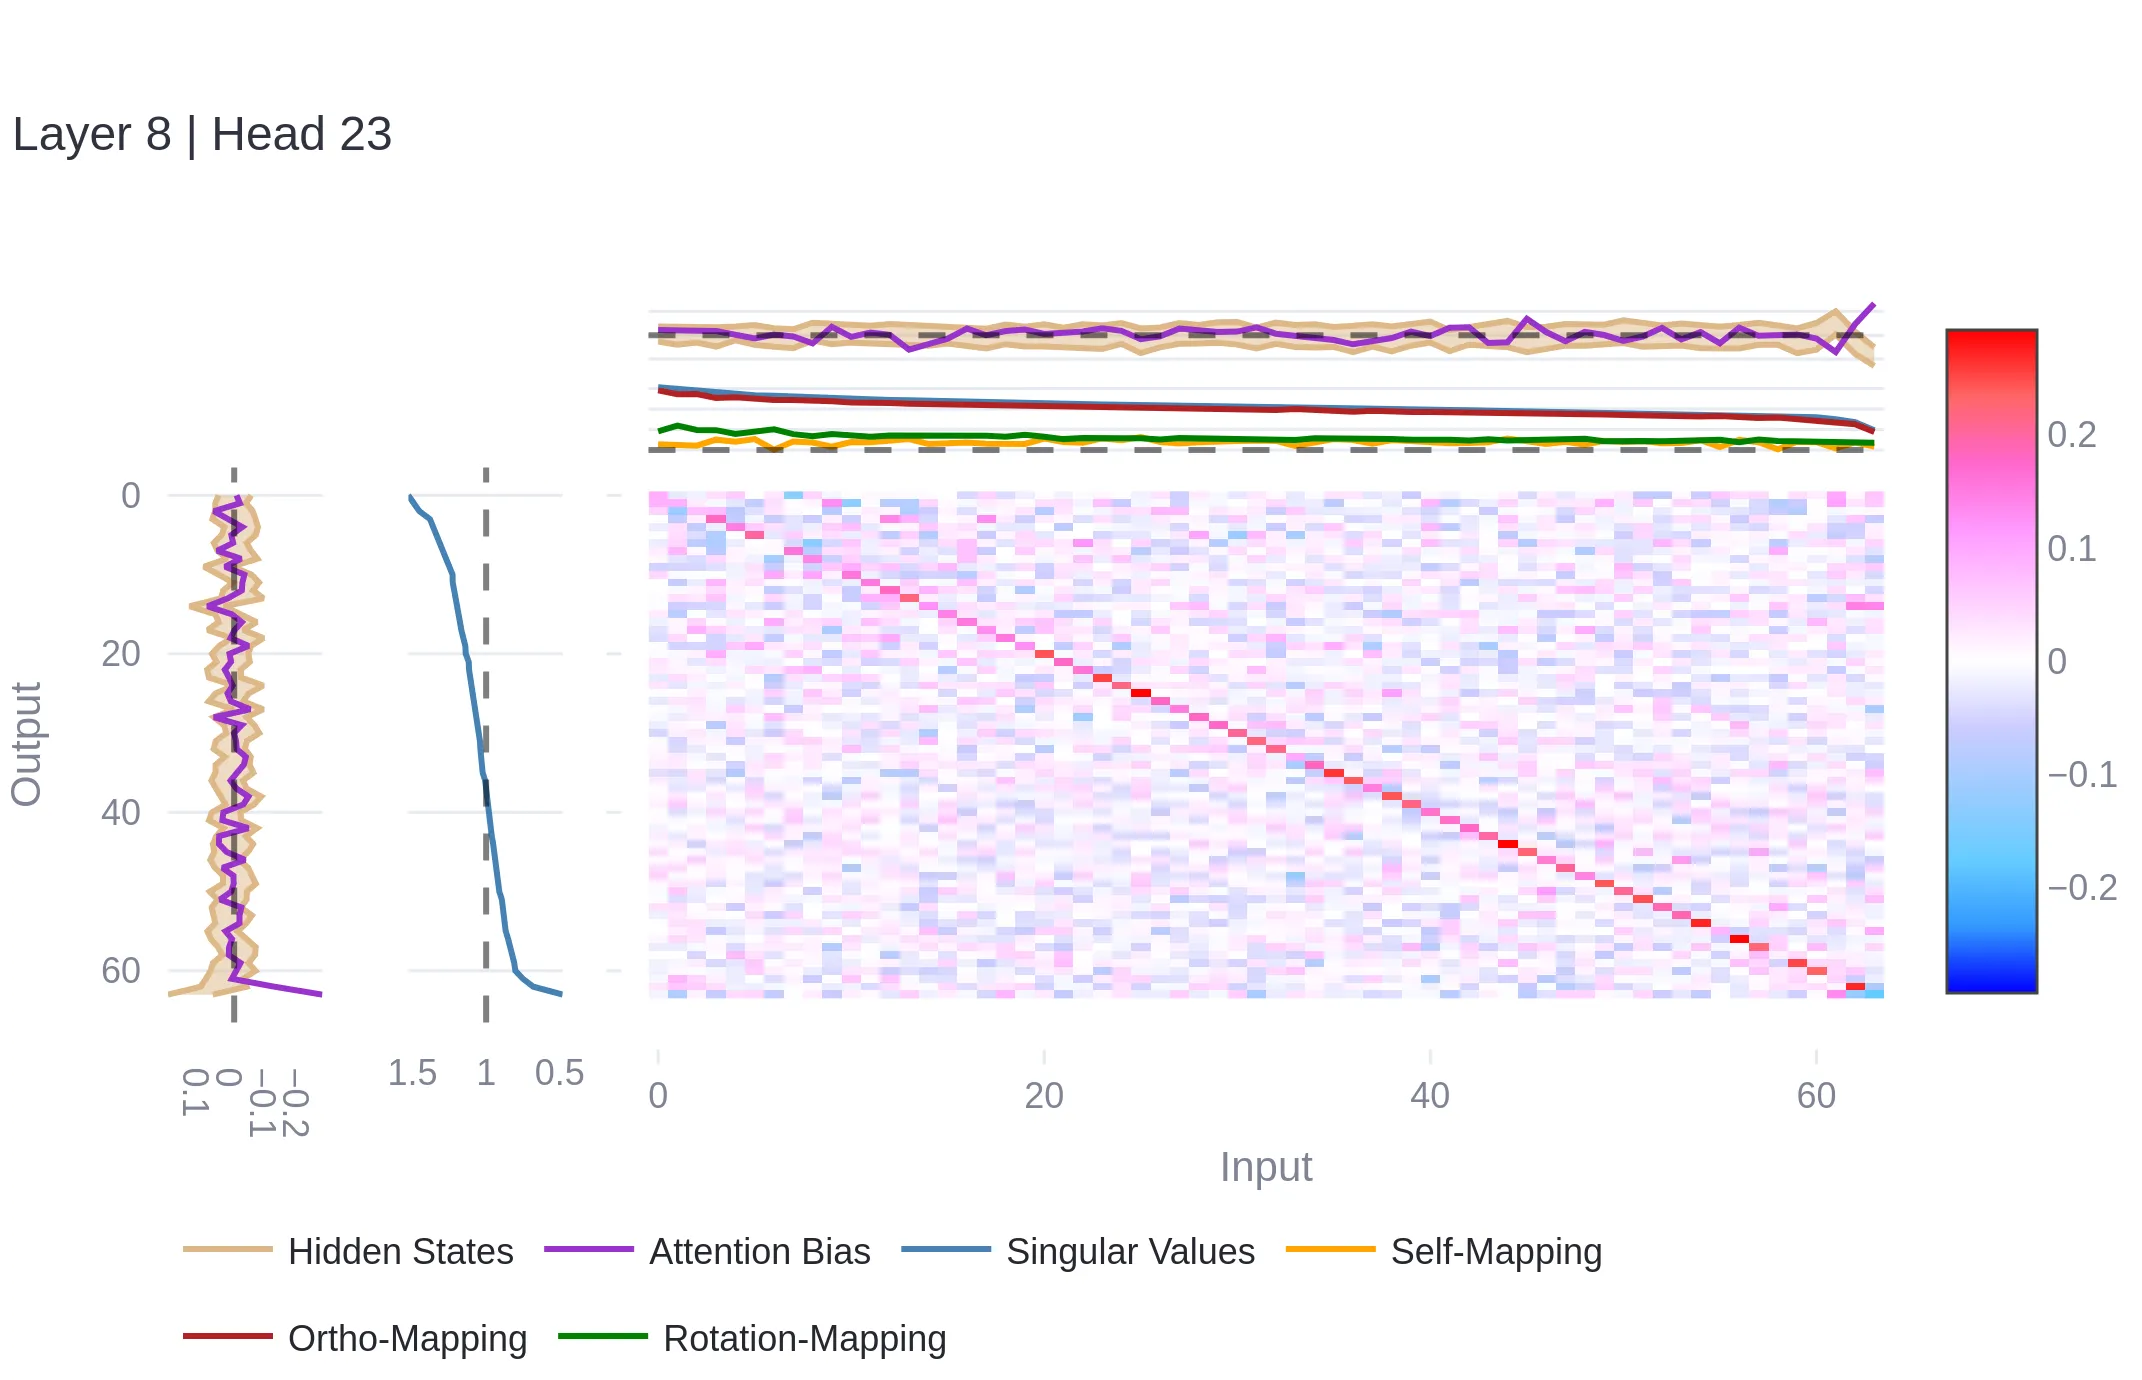 Layer 8 | Head 23
0
20
40
60
Output
0.1
0
−0.1
−0.2
1.5
1
0.5
0
20
40
60
Input
0.2
0.1
0
−0.1
−0.2
Hidden States
Attention Bias
Singular Values
Self-Mapping
Ortho-Mapping
Rotation-Mapping